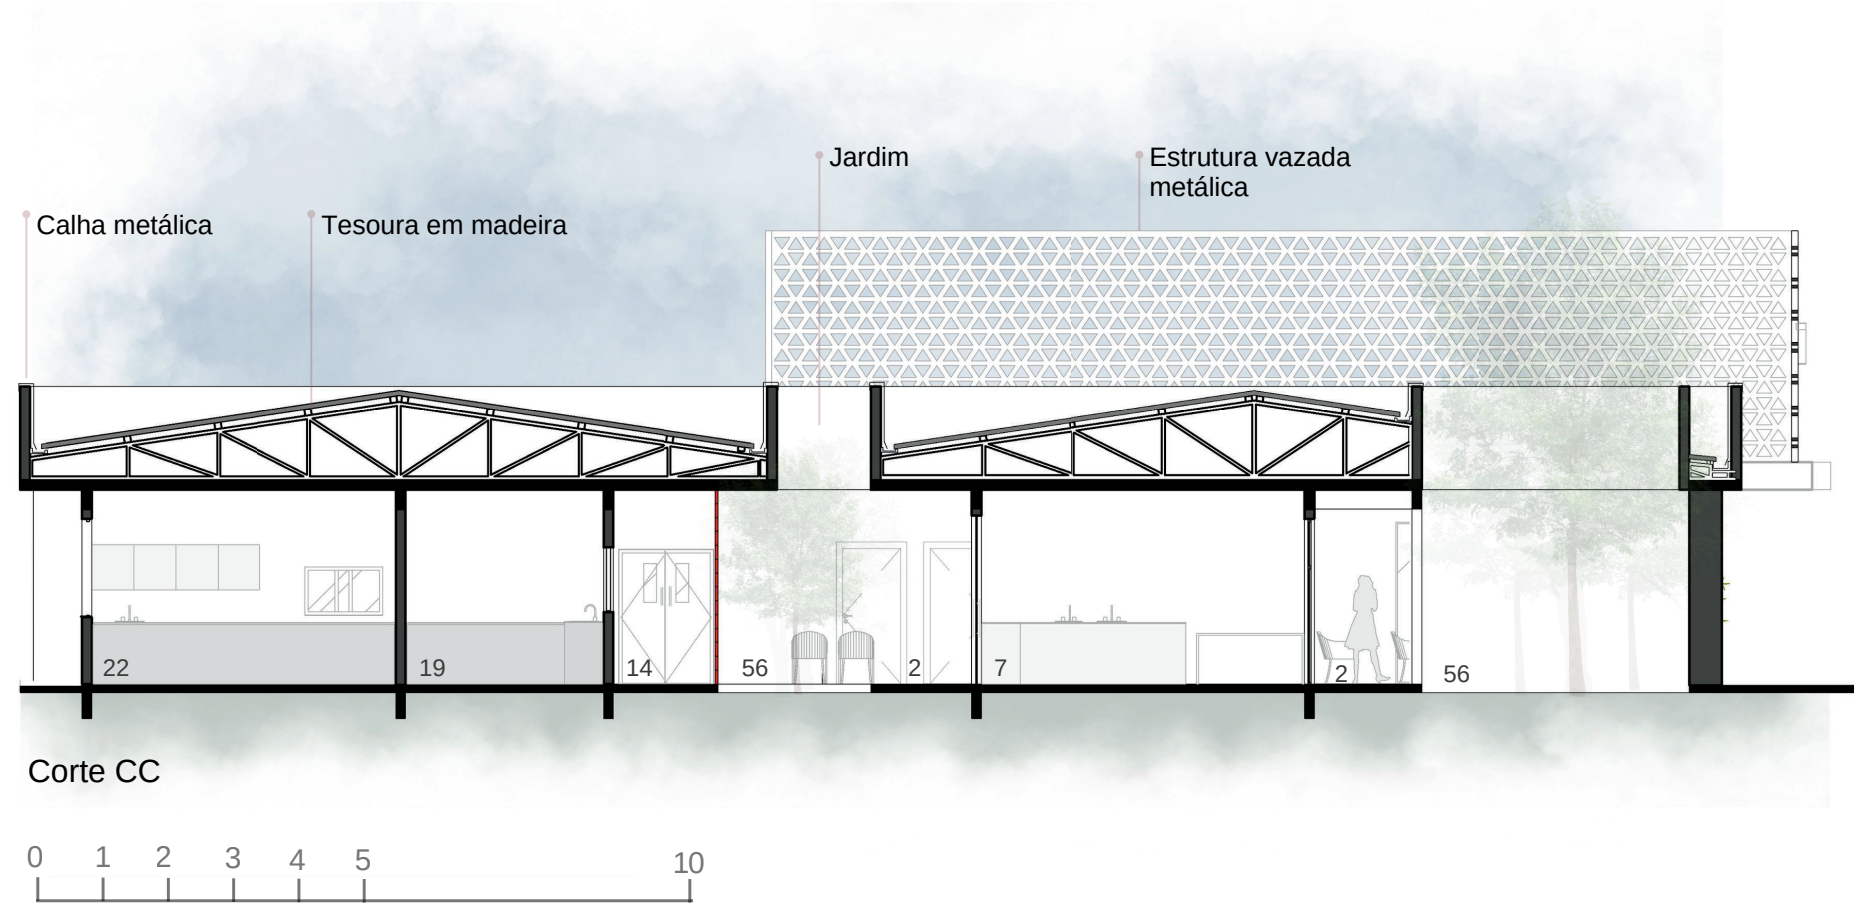 Jardim
Estrutura vazada
metálica
Calha metálica
Tesoura em madeira
22
19
14
56
2
7
2
56
Corte CC
0 1 2 3 4 5 10